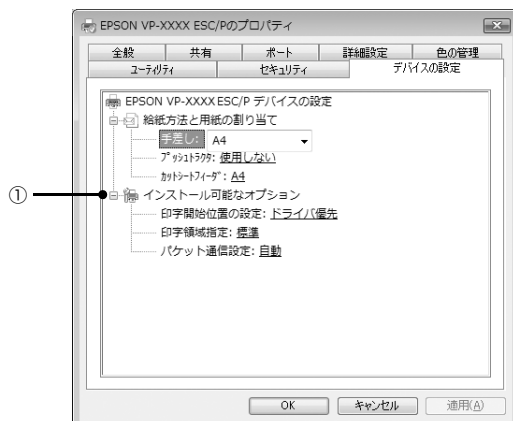 EPSON VP-XXXX ESC/Pのプロパティ
全般 共有 ポート 詳細設定 色の管理
ユーティリティ セキュリティ デバイスの設定
EPSON VP-XXXX ESC/P デバイスの設定
給紙方法と用紙の割り当て
手差し: A4
プッシュトラクタ: 使用しない
カットシートフィーダ: A4
① インストール可能なオプション
印字開始位置の設定: ドライバ優先
印字領域指定: 標準
パケット通信設定: 自動
OK キャンセル 適用(A)